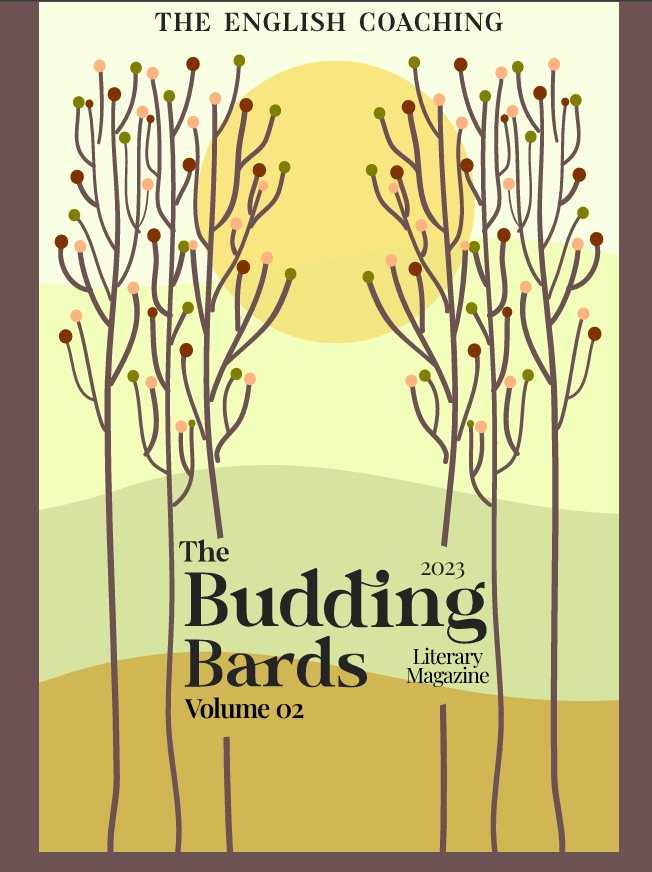 THE ENGLISH COACHING
The
2023
Budding
Bards
Literary
Magazine
Volume 02